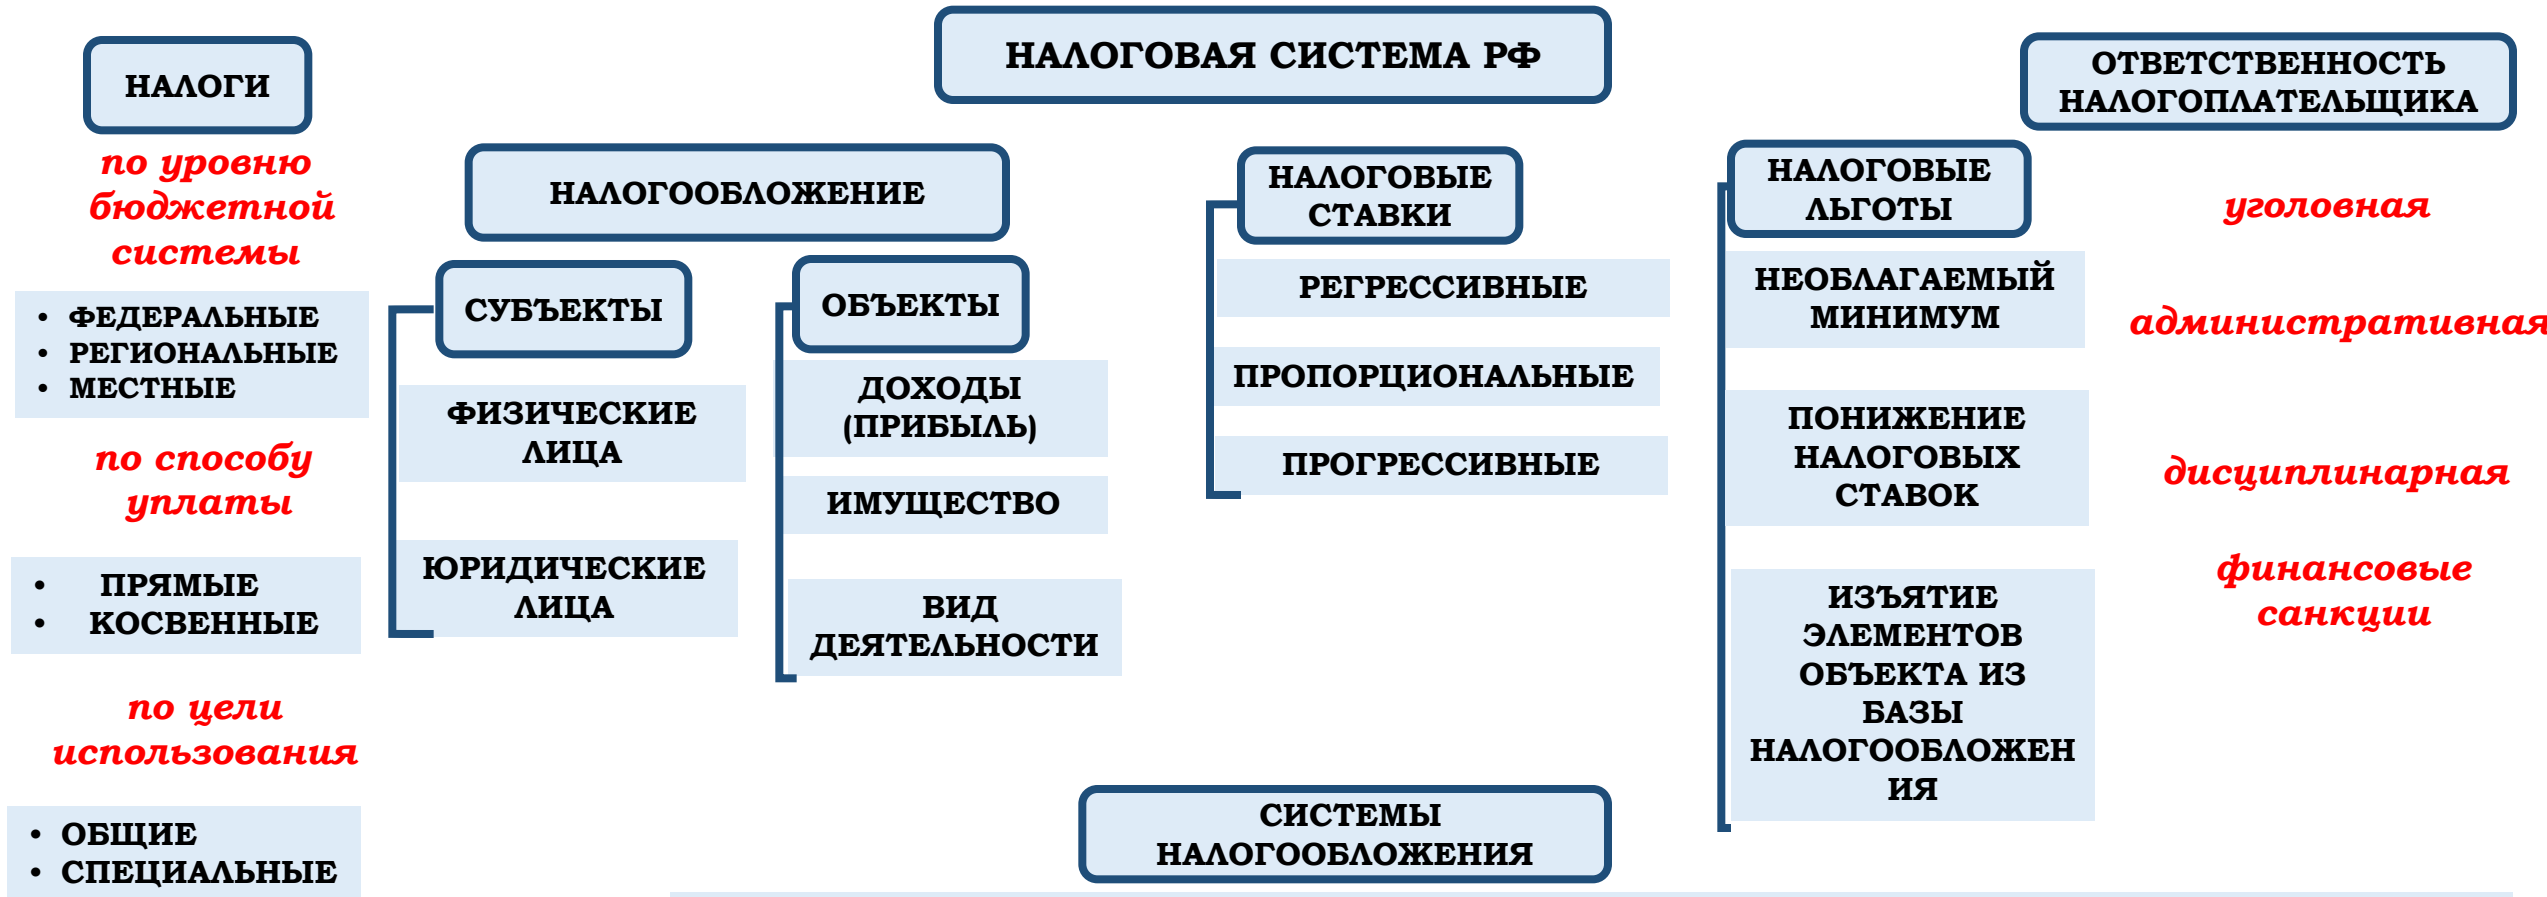 НАЛОГОВАЯ СИСТЕМА РФ
НАЛОГИ
по уровню
бюджетной
системы
• ФЕДЕРАЛЬНЫЕ
• РЕГИОНАЛЬНЫЕ
• МЕСТНЫЕ
по способу
уплаты
• ПРЯМЫЕ
• КОСВЕННЫЕ
по цели
использования
• ОБЩИЕ
• СПЕЦИАЛЬНЫЕ
НАЛОГООБЛОЖЕНИЕ
СУБЪЕКТЫ
ФИЗИЧЕСКИЕ
ЛИЦА
ЮРИДИЧЕСКИЕ
ЛИЦА
ОБЪЕКТЫ
ДОХОДЫ
(ПРИБЫЛЬ)
ИМУЩЕСТВО
ВИД
ДЕЯТЕЛЬНОСТИ
НАЛОГОВЫЕ
СТАВКИ
РЕГРЕССИВНЫЕ
ПРОПОРЦИОНАЛЬНЫЕ
ПРОГРЕССИВНЫЕ
НАЛОГОВЫЕ
ЛЬГОТЫ
НЕОБЛАГАЕМЫЙ
МИНИМУМ
ПОНИЖЕНИЕ
НАЛОГОВЫХ
СТАВОК
ИЗЪЯТИЕ
ЭЛЕМЕНТОВ
ОБЪЕКТА ИЗ
БАЗЫ
НАЛОГООБЛОЖЕН
ИЯ
ОТВЕТСТВЕННОСТЬ
НАЛОГОПЛАТЕЛЬЩИКА
уголовная
административная
дисциплинарная
финансовые
санкции
СИСТЕМЫ
НАЛОГООБЛОЖЕНИЯ